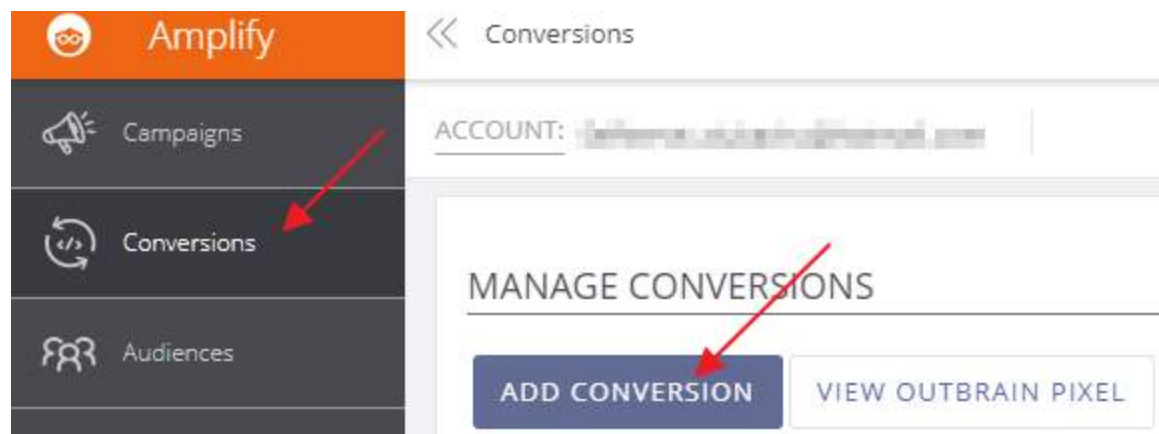 Amplify
Conversions
Campaigns
ACCOUNT:
Conversions
MANAGE CONVERSIONS
Audiences
ADD CONVERSION
VIEW OUTBRAIN PIXEL